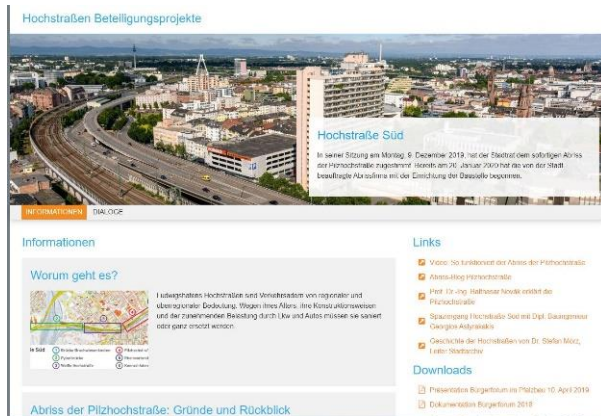 Hochstraßen Beteiligungsprojekte
Hochstraße Süd
In seiner Sitzung am Montag, 9. Dezember 2019, hat der Stadtrat dem sofortigen Abriss
der Pilzhochstraße zugestimmt. Bereits am 20. Januar 2020 hat die von der Stadt
beauftragte Abrissfirma mit der Einrichtung der Baustelle begonnen.
INFORMATIONEN DIALOGE
Informationen
Worum geht es?
Ludwigshafens Hochstraßen sind Verkehrsadern von regionaler und
überregionaler Bedeutung. Wegen ihres Alters, ihrer Konstruktionsweisen
und der zunehmenden Belastung durch Lkw und Autos müssen sie saniert
oder ganz ersetzt werden.
Abriss der Pilzhochstraße: Gründe und Rückblick
Links
Video: So funktioniert der Abriss der Pilzhochstraße
Abriss-Blog Pilzhochstraße
Prof. Dr.-Ing. Balthasar Novák erklärt die
Pilzhochstraße
Spaziergang Hochstraße Süd mit Dipl. Bauingenieur
Georgios Astyrakakis
Geschichte der Hochstraßen von Dr. Stefan Mörz,
Leiter Stadtarchiv
Downloads
Präsentation Bürgerforum im Pfalzbau 10. April 2019
Dokumentation Bürgerforum 2018